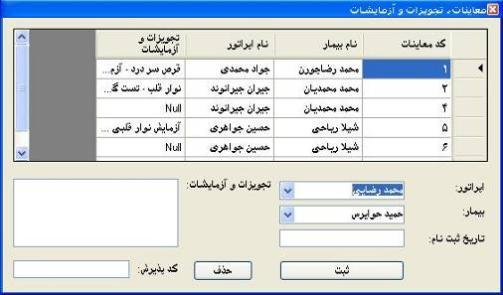 معاینات، تجویزات و آزمایشات
کد معاینات نام بیمار نام اپراتور تجویزات و آزمایشات
۱ محمد رضاجورن جواد محمدی قرص سر درد - آزم...
۲ محمد محمدیان جیران جیرانوند نوار قلب - تست گ...
۴ محمد محمدیان جیران جیرانوند Null
۵ شیلا ریاحی حسین جواهری آزمایش نوار قلبی ...
۶ شیلا ریاحی حسین جواهری Null
اپراتور: محمد رضایی تجویزات و آزمایشات:
بیمار: حمید جوایرس
تاریخ ثبت نام:
ثبت حذف کد پذیرش: